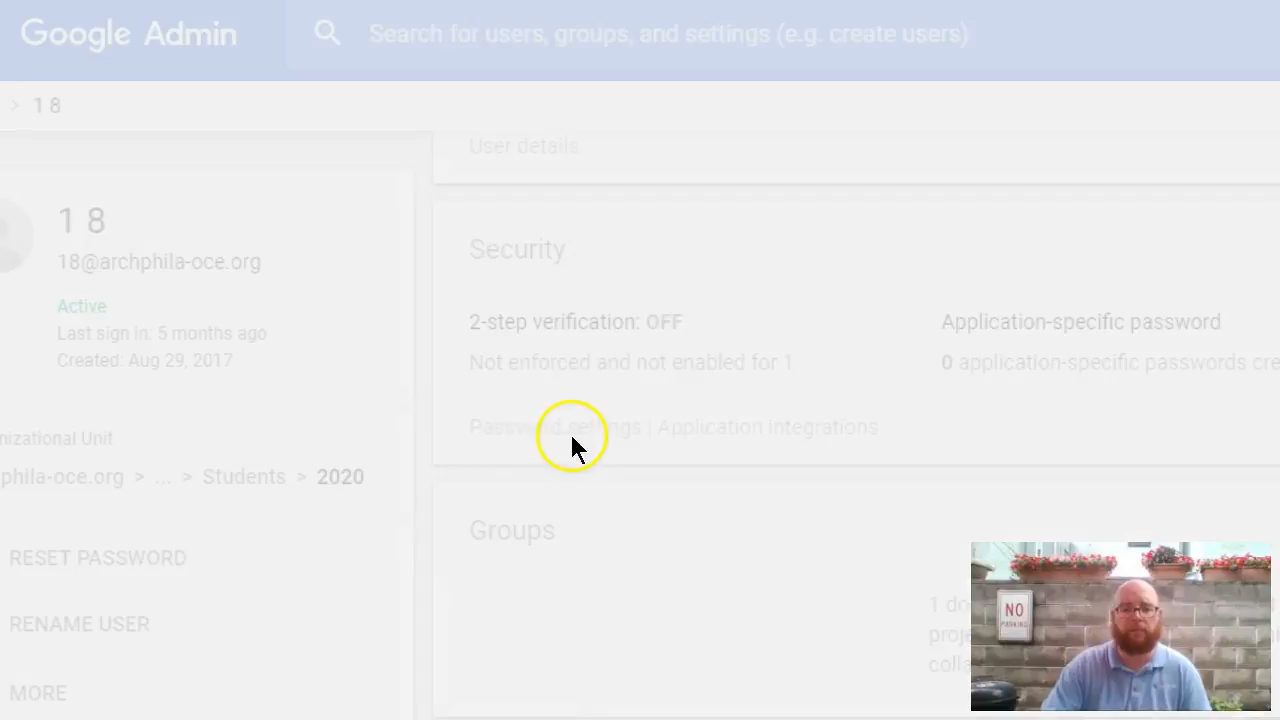 Google Admin
Search for users, groups, and settings (e.g. create users)
> 1 8
User details
1 8
18@archphila-oce.org
Active
Last sign in: 5 months ago
Created: Aug 29, 2017
nizational Unit
phila-oce.org > ... > Students > 2020
RESET PASSWORD
RENAME USER
MORE
Security
2-step verification: OFF
Not enforced and not enabled for 1
Application-specific password
0 application-specific passwords cre
Password settings | Application integrations
Groups
1 do
proje
colla
NO
PARKING